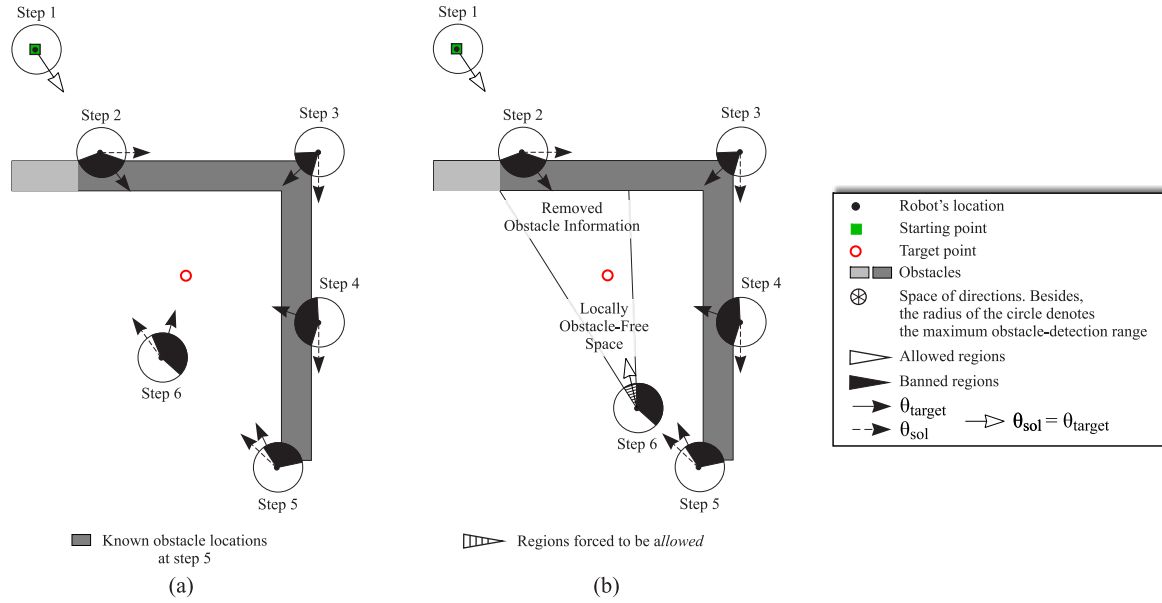 Step 1
Step 2
Step 3
Step 4
Step 6
Step 5
Known obstacle locations
at step 5
(a)
Step 1
Step 2
Step 3
Removed
Obstacle Information
Step 4
Locally
Obstacle-Free
Space
Step 6
Step 5
Regions forced to be allowed
(b)
Robot's location
Starting point
Target point
Obstacles
Space of directions. Besides,
the radius of the circle denotes
the maximum obstacle-detection range
Allowed regions
Banned regions
θtarget
θsol
θsol = θtarget